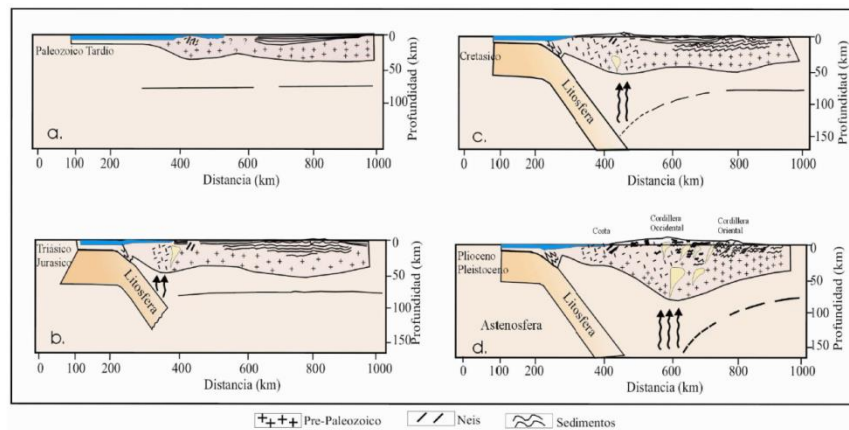 Paleozoico Tardio
a.
0
50
100
Profundidad (km)
0 100 200 400 600 800 1000
Distancia (km)
Triásico
Jurasico
Litosfera
b.
0
50
100
150
Profundidad (km)
0 100 200 400 600 800 1000
Distancia (km)
Cretasico
Litosfera
c.
0
50
100
150
Profundidad (km)
0 100 200 400 600 800 1000
Distancia (km)
Costa
Cordillera
Occidental
Cordillera
Oriental
Plioceno
Pleistoceno
Litosfera
Astenosfera
d.
0
50
100
150
Profundidad (km)
0 100 200 400 600 800 1000
Distancia (km)
Pre-Paleozoico Neis Sedimentos